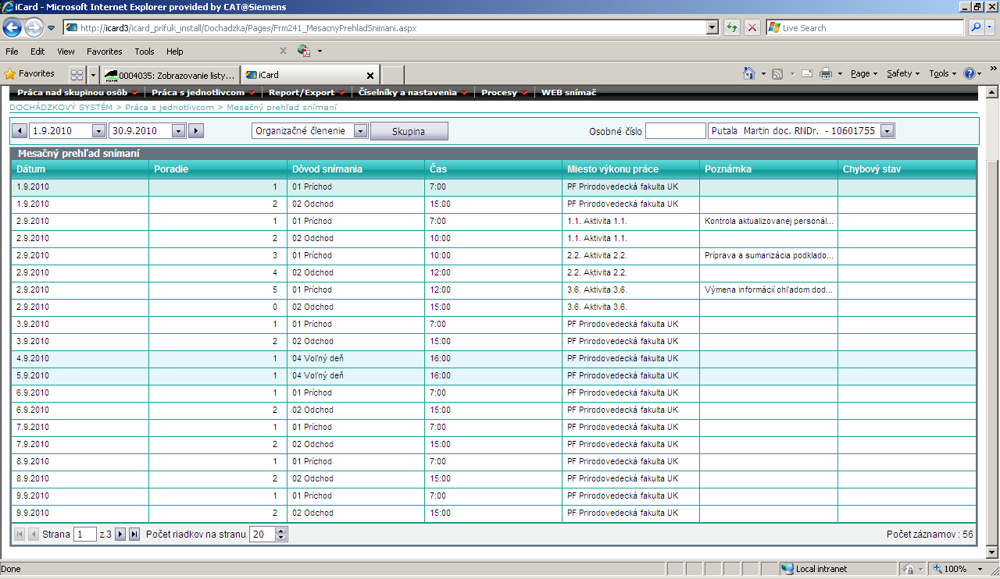 iCard - Microsoft Internet Explorer provided by CAT@Siemens
http://icard3/icard_prifuk_install/Dochadzka/Pages/Frm241_MesacnyPrehladSnimani.aspx
Live Search
File Edit View Favorites Tools Help
Favorites
0004035: Zobrazovanie listy...
iCard
Page Safety Tools
Práca nad skupinou osôb Práca s jednotlivcom Report/Export Číselníky a nastavenia Procesy WEB snímač
DOCHÁDZKOVÝ SYSTÉM > Práca s jednotlivcom > Mesačný prehľad snímaní
1.9.2010 30.9.2010 Organizačné členenie Skupina Osobné číslo Putala Martin doc. RNDr. - 10601755
Mesačný prehľad snímaní
Dátum Poradie Dôvod snímania Čas Miesto výkonu práce Poznámka Chybový stav
1.9.2010 1 01 Príchod 7:00 PF Prirodovedecká fakulta UK
1.9.2010 2 02 Odchod 15:00 PF Prirodovedecká fakulta UK
2.9.2010 1 01 Príchod 7:00 1.1. Aktivita 1.1. Kontrola aktualizovanej personál...
2.9.2010 2 02 Odchod 10:00 1.1. Aktivita 1.1.
2.9.2010 3 01 Príchod 10:00 2.2. Aktivita 2.2. Príprava a sumarizácia podklado...
2.9.2010 4 02 Odchod 12:00 2.2. Aktivita 2.2.
2.9.2010 5 01 Príchod 12:00 3.6. Aktivita 3.6. Výmena informácií ohľadom dod...
2.9.2010 0 02 Odchod 15:00 3.6. Aktivita 3.6.
3.9.2010 1 01 Príchod 7:00 PF Prirodovedecká fakulta UK
3.9.2010 2 02 Odchod 15:00 PF Prirodovedecká fakulta UK
4.9.2010 1 04 Voľný deň 16:00 PF Prirodovedecká fakulta UK
5.9.2010 1 04 Voľný deň 16:00 PF Prirodovedecká fakulta UK
6.9.2010 1 01 Príchod 7:00 PF Prirodovedecká fakulta UK
6.9.2010 2 02 Odchod 15:00 PF Prirodovedecká fakulta UK
7.9.2010 1 01 Príchod 7:00 PF Prirodovedecká fakulta UK
7.9.2010 2 02 Odchod 15:00 PF Prirodovedecká fakulta UK
8.9.2010 1 01 Príchod 7:00 PF Prirodovedecká fakulta UK
8.9.2010 2 02 Odchod 15:00 PF Prirodovedecká fakulta UK
9.9.2010 1 01 Príchod 7:00 PF Prirodovedecká fakulta UK
9.9.2010 2 02 Odchod 15:00 PF Prirodovedecká fakulta UK
Strana 1 z 3 Počet riadkov na stranu 20 Počet záznamov : 56
Done Local intranet 100%